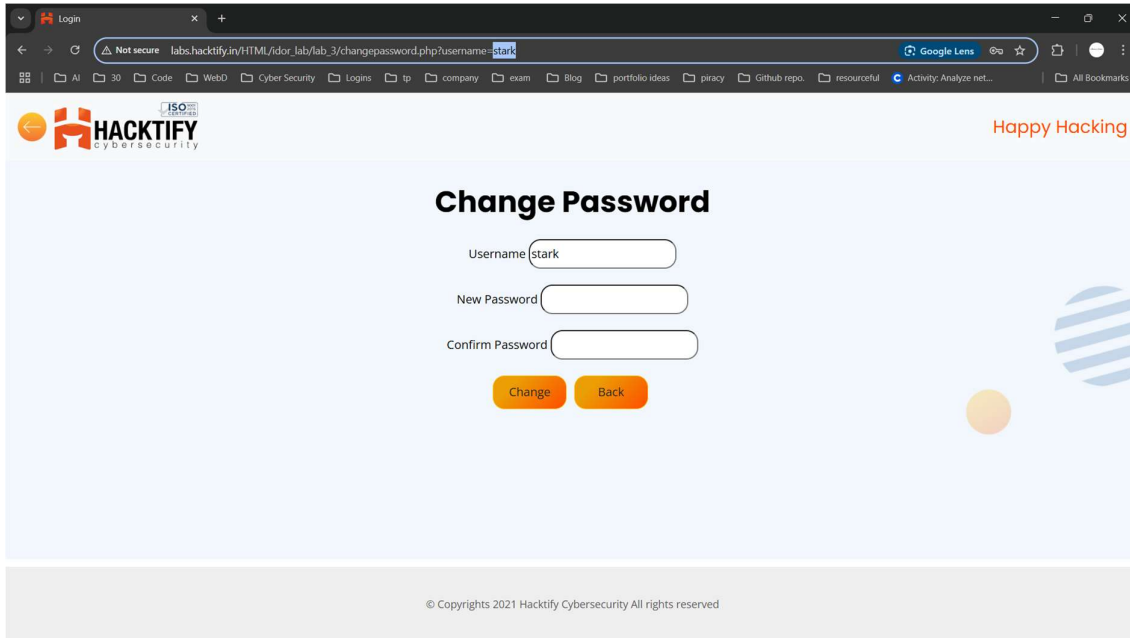 Login
Not secure labs.hacktify.in/HTML/idor_lab/lab_3/changepassword.php?username=stark Google Lens
AI 30 Code WebD Cyber Security Logins tp company exam Blog portfolio ideas piracy Github repo. resourceful C Activity: Analyze net... All Bookmarks
ISO
CERTIFIED
HACKTIFY
cybersecurity
Happy Hacking
Change Password
Username stark
New Password
Confirm Password
Change Back
© Copyrights 2021 Hacktify Cybersecurity All rights reserved